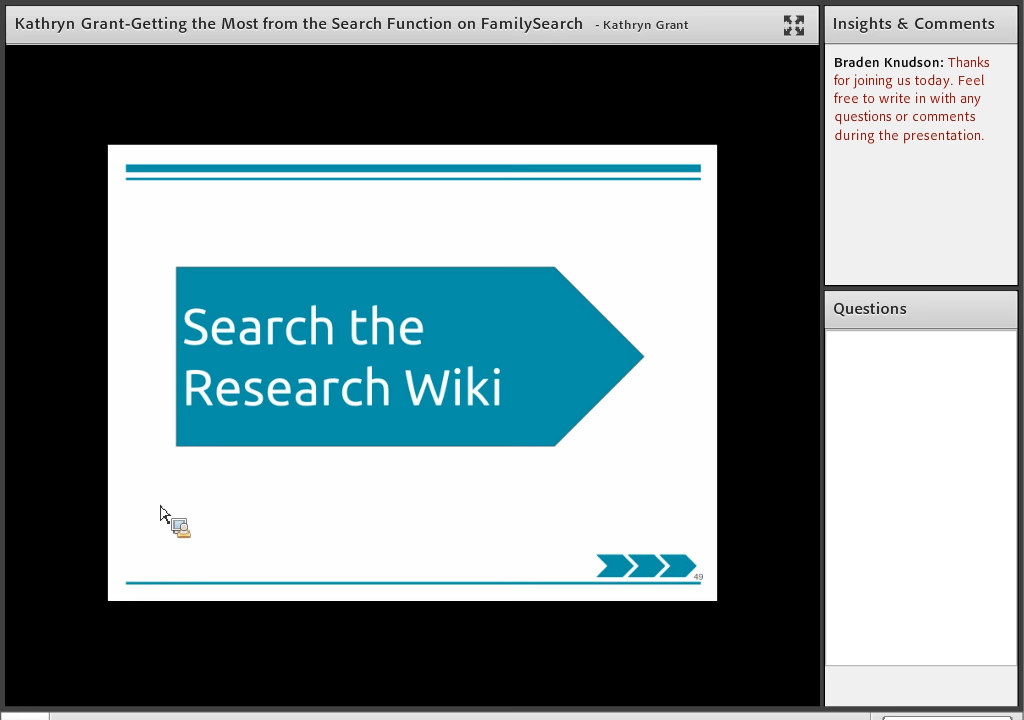 Kathryn Grant-Getting the Most from the Search Function on FamilySearch - Kathryn Grant
Insights & Comments
Braden Knudson: Thanks
for joining us today. Feel
free to write in with any
questions or comments
during the presentation.
Search the
Research Wiki
49
Questions